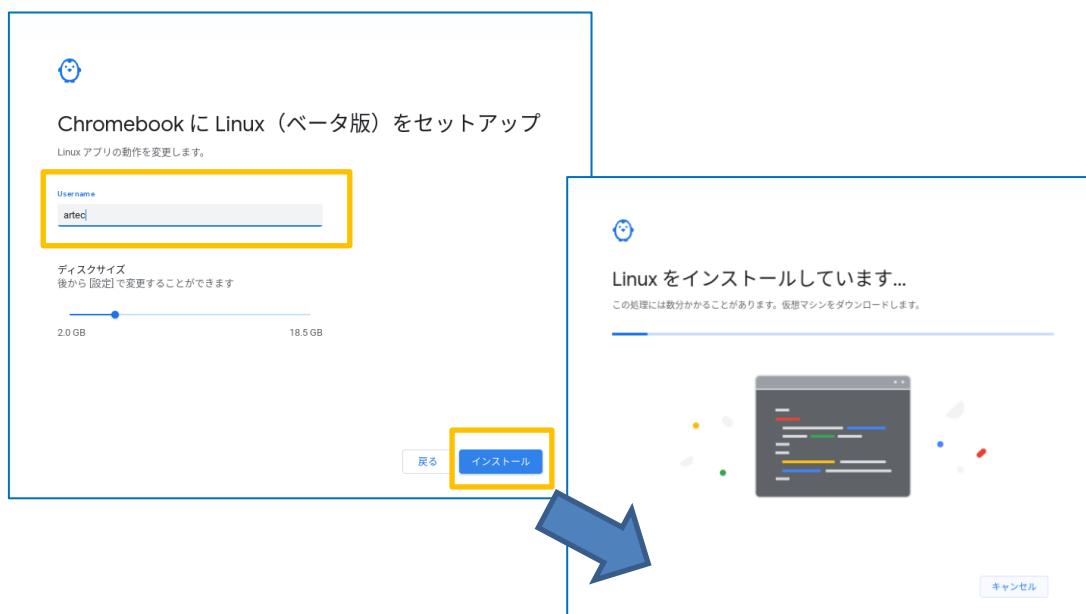 Chromebook に Linux（ベータ版）をセットアップ
Linux アプリの動作を変更します。
Username
artec
ディスクサイズ
後から [設定] で変更することができます
2.0 GB
18.5 GB
戻る
インストール
Linux をインストールしています...
この処理には数分かかることがあります。仮想マシンをダウンロードします。
キャンセル